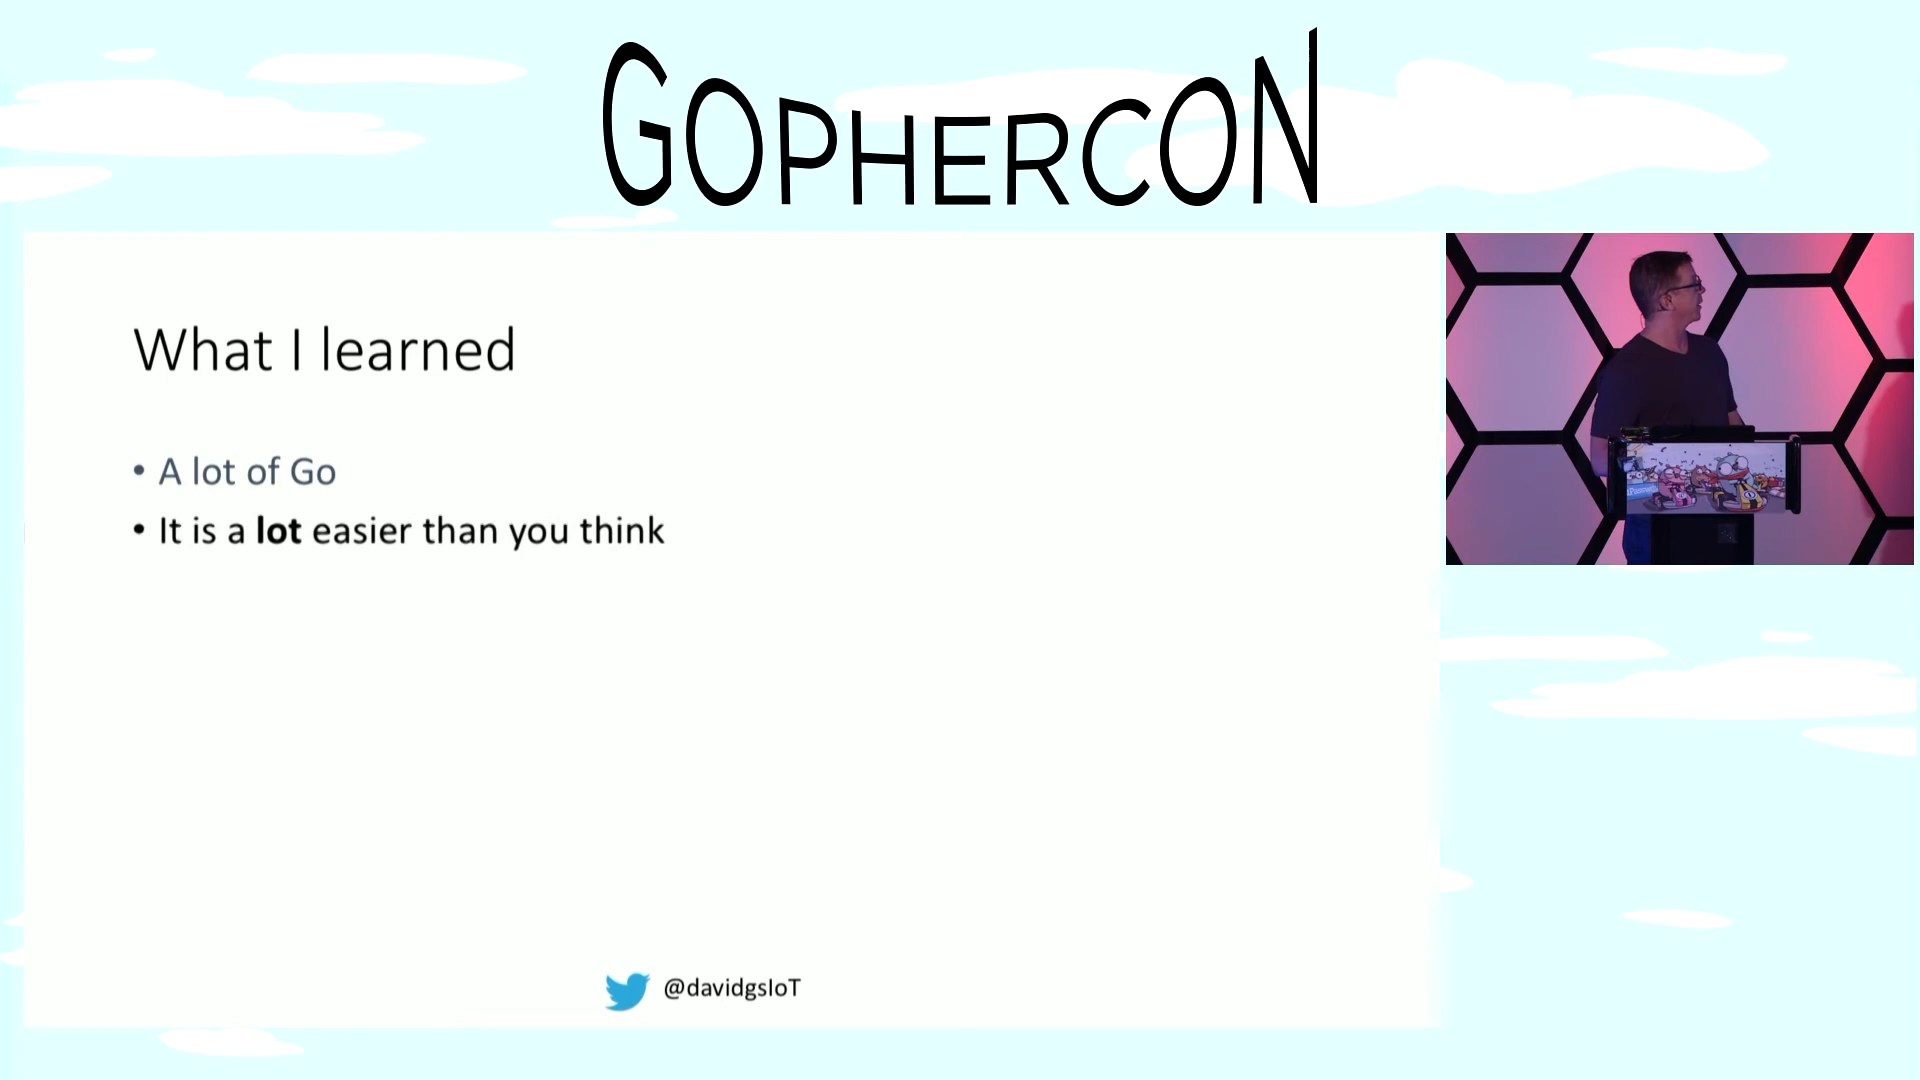 GOPHERCON
What I learned
• A lot of Go
• It is a lot easier than you think
@davidgsIoT